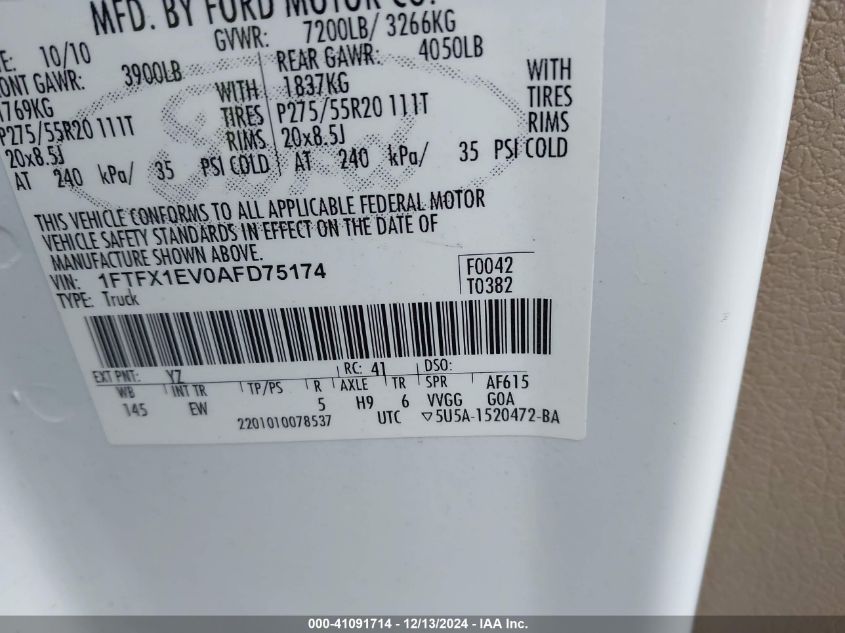 MFD. BY FORD MOTOR CO.
10/10 GVWR: 7200LB/ 3266KG
GAWR: 3900LB REAR GAWR: 4050LB
769KG WITH 1837KG WITH
P275/55R20 111T TIRES P275/55R20 111T TIRES
20x8.5J RIMS 20x8.5J RIMS
AT 240 kPa/ 35 PSI COLD AT 240 kPa/ 35 PSI COLD
THIS VEHICLE CONFORMS TO ALL APPLICABLE FEDERAL MOTOR
VEHICLE SAFETY STANDARDS IN EFFECT ON THE DATE OF
MANUFACTURE SHOWN ABOVE.
VIN: 1FTFX1EV0AFD75174 F0042
TYPE: Truck T0382
EXT PNT: YZ RC: 41 DSO:
WB INT TR TP/PS R AXLE TR SPR AF615
145 EW 5 H9 6 VVGG GOA
2201010078537 UTC ▽5U5A-1520472-BA
000-41091714 - 12/13/2024 - IAA Inc.